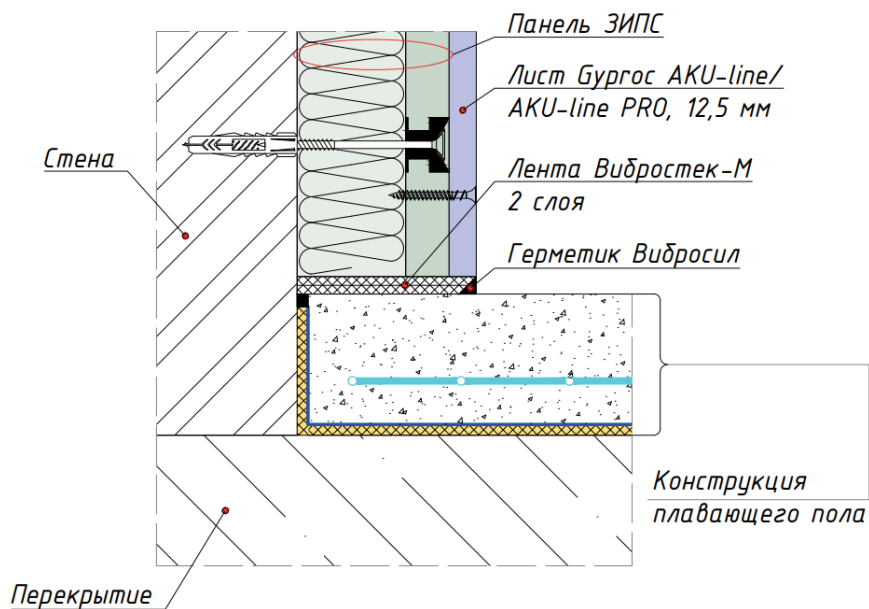 Панель ЗИПС
Лист Gyproc AKU-line/
AKU-line PRO, 12,5 мм
Стена
Лента Вибростек-М
2 слоя
Герметик Вибросил
Конструкция
плавающего пола
Перекрытие